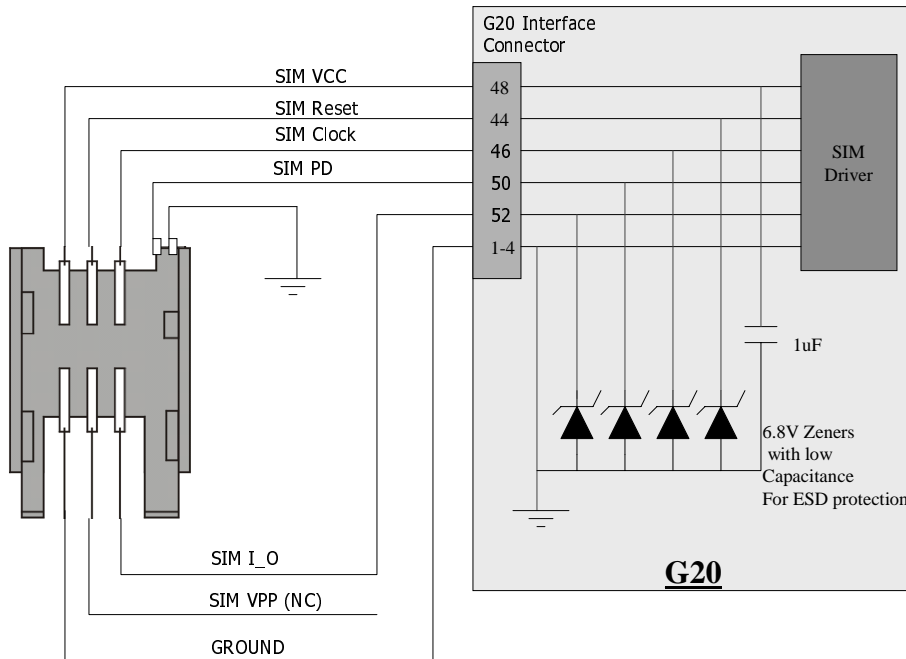 G20 Interface
Connector
SIM VCC
48
SIM Reset
44
SIM Clock
46
SIM PD
50
52
1-4
SIM
Driver
1uF
6.8V Zeners
with low
Capacitance
For ESD protection
SIM I_O
SIM VPP (NC)
GROUND
G20